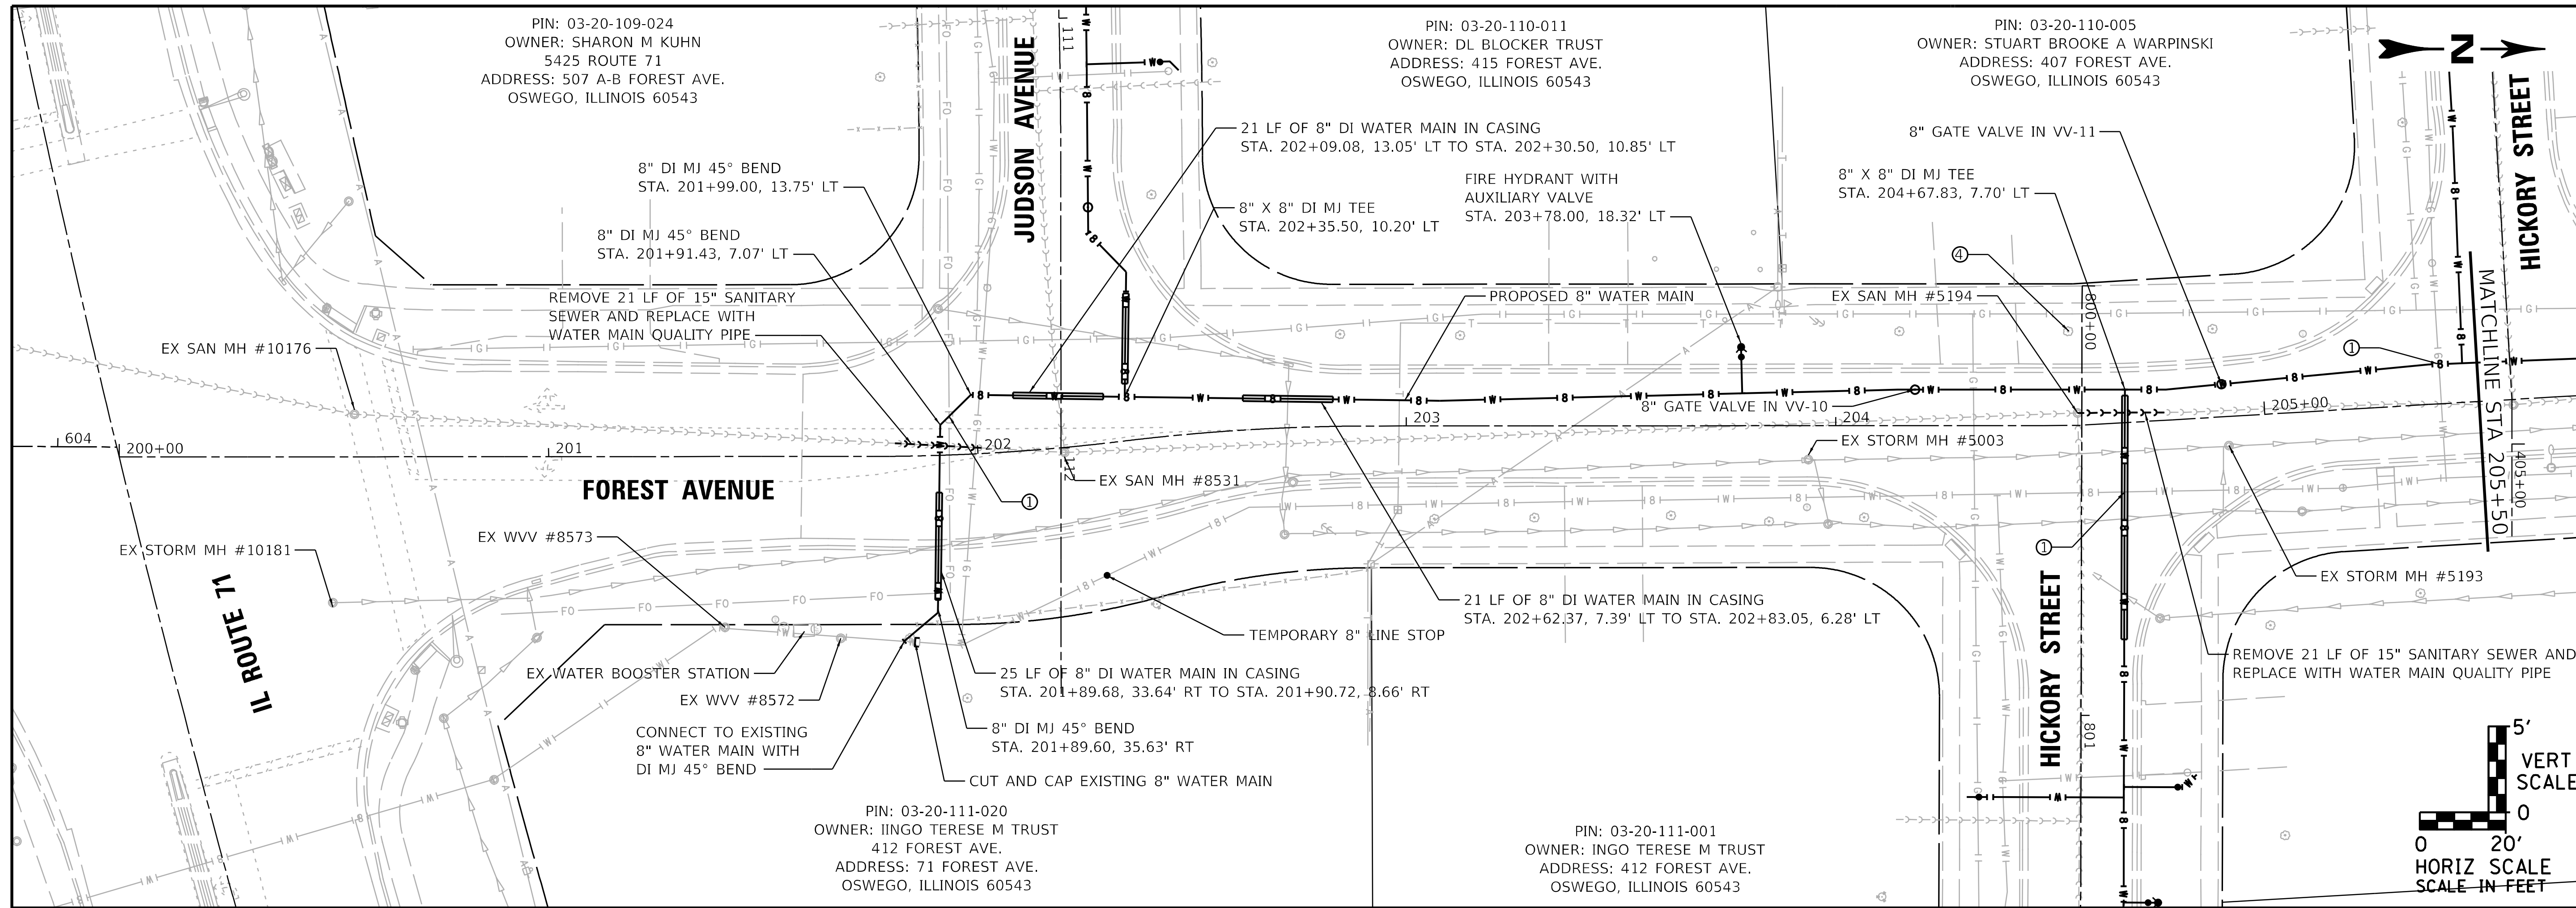 PIN: 03-20-109-024
OWNER: SHARON M KUHN
5425 ROUTE 71
ADDRESS: 507 A-B FOREST AVE.
OSWEGO, ILLINOIS 60543
JUDSON AVENUE
111
PIN: 03-20-110-011
OWNER: DL BLOCKER TRUST
ADDRESS: 415 FOREST AVE.
OSWEGO, ILLINOIS 60543
PIN: 03-20-110-005
OWNER: STUART BROOKE A WARPINSKI
ADDRESS: 407 FOREST AVE.
OSWEGO, ILLINOIS 60543
N
HICKORY STREET
21 LF OF 8" DI WATER MAIN IN CASING
STA. 202+09.08, 13.05' LT TO STA. 202+30.50, 10.85' LT
8" GATE VALVE IN VV-11
8" DI MJ 45° BEND
STA. 201+99.00, 13.75' LT
FIRE HYDRANT WITH
AUXILIARY VALVE
STA. 203+78.00, 18.32' LT
8" X 8" DI MJ TEE
STA. 204+67.83, 7.70' LT
8" X 8" DI MJ TEE
STA. 202+35.50, 10.20' LT
8" DI MJ 45° BEND
STA. 201+91.43, 7.07' LT
4
REMOVE 21 LF OF 15" SANITARY
SEWER AND REPLACE WITH
WATER MAIN QUALITY PIPE
PROPOSED 8" WATER MAIN
EX SAN MH #5194
800+00
MATCHLINE STA 205+50
EX SAN MH #10176
1
8" GATE VALVE IN VV-10
604
200+00
201
202
203
204
205+00
405+00
EX STORM MH #5003
112
EX SAN MH #8531
FOREST AVENUE
1
EX WVV #8573
EX STORM MH #10181
1
IL ROUTE 71
EX STORM MH #5193
21 LF OF 8" DI WATER MAIN IN CASING
STA. 202+62.37, 7.39' LT TO STA. 202+83.05, 6.28' LT
TEMPORARY 8" LINE STOP
HICKORY STREET
EX WATER BOOSTER STATION
25 LF OF 8" DI WATER MAIN IN CASING
STA. 201+89.68, 33.64' RT TO STA. 201+90.72, 8.66' RT
REMOVE 21 LF OF 15" SANITARY SEWER AND
REPLACE WITH WATER MAIN QUALITY PIPE
EX WVV #8572
801
CONNECT TO EXISTING
8" WATER MAIN WITH
DI MJ 45° BEND
8" DI MJ 45° BEND
STA. 201+89.60, 35.63' RT
CUT AND CAP EXISTING 8" WATER MAIN
5'
VERT
SCALE
0
0 20'
HORIZ SCALE
SCALE IN FEET
PIN: 03-20-111-020
OWNER: IINGO TERESE M TRUST
412 FOREST AVE.
ADDRESS: 71 FOREST AVE.
OSWEGO, ILLINOIS 60543
PIN: 03-20-111-001
OWNER: INGO TERESE M TRUST
ADDRESS: 412 FOREST AVE.
OSWEGO, ILLINOIS 60543